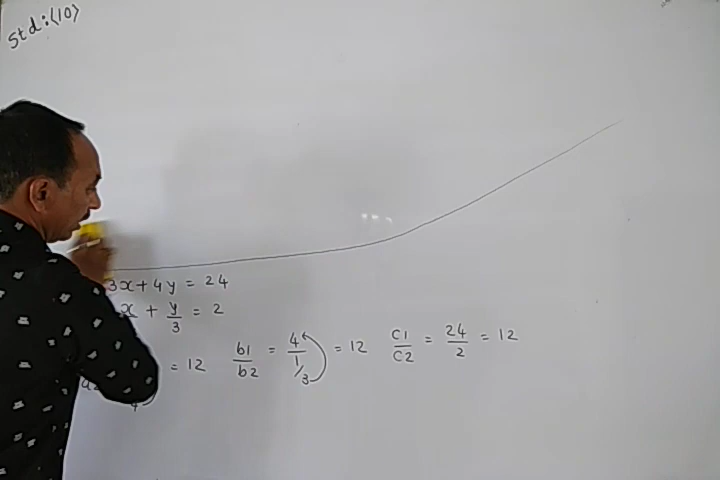 Std:(10)
3x+4y = 24
x + y/3 = 2
= 12 b1/b2 = 4/(1/3) = 12 c1/c2 = 24/2 = 12